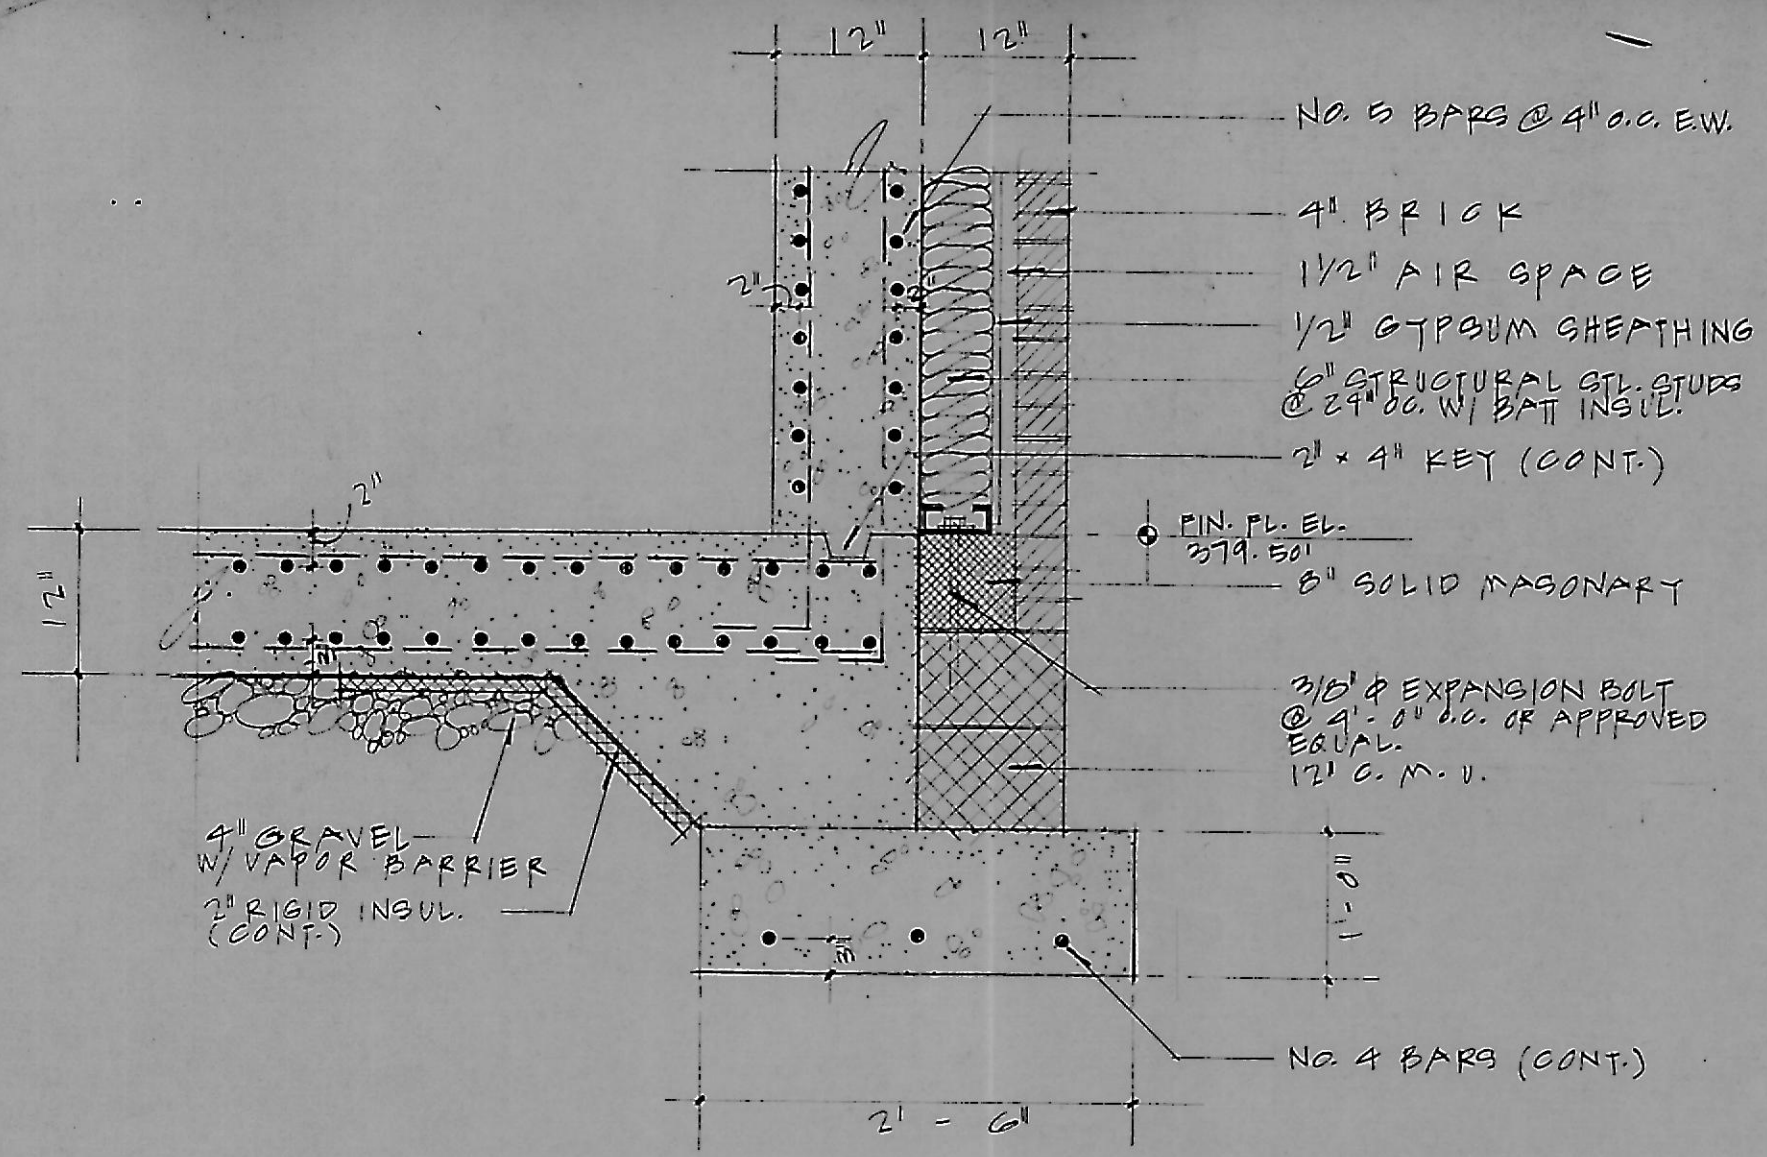 12" 12"
NO. 5 BARS @ 4" O.C. E.W.
4" BRICK
1 1/2" AIR SPACE
1/2" GYPSUM SHEATHING
6" STRUCTURAL STL. STUDS
@ 24" OC. W/ BATT INSUL.
2" 2"
2" x 4" KEY (CONT.)
2"
FIN. FL. EL.
379.50'
12"
8" SOLID MASONARY
3"
3/8" φ EXPANSION BOLT
@ 4'-0" O.C. OR APPROVED
EQUAL.
12" C.M.U.
4" GRAVEL
W/ VAPOR BARRIER
2" RIGID INSUL.
(CONT.)
1'-0"
3"
NO. 4 BARS (CONT.)
2'-6"